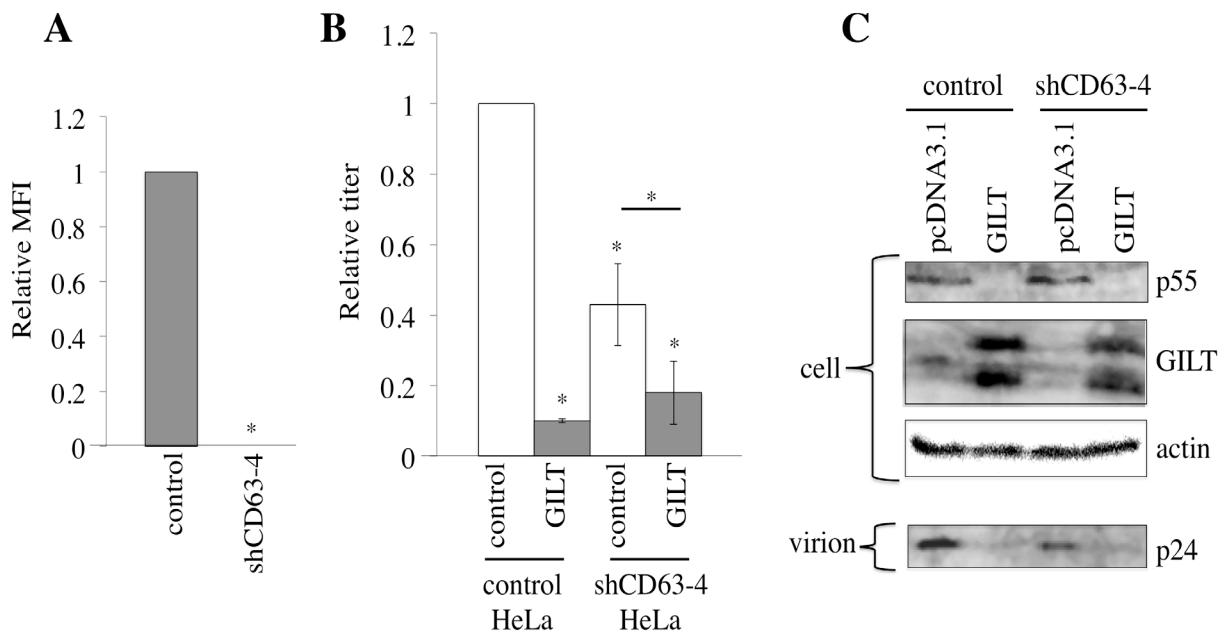 A
Relative MFI
1.2
1
0.8
0.6
0.4
0.2
0
*
control
shCD63-4
B
Relative titer
1.2
1
0.8
0.6
0.4
0.2
0
*
*
*
*
control
GILT
control
GILT
control
HeLa
shCD63-4
HeLa
C
control
shCD63-4
pcDNA3.1
GILT
pcDNA3.1
GILT
cell
p55
GILT
actin
virion
p24